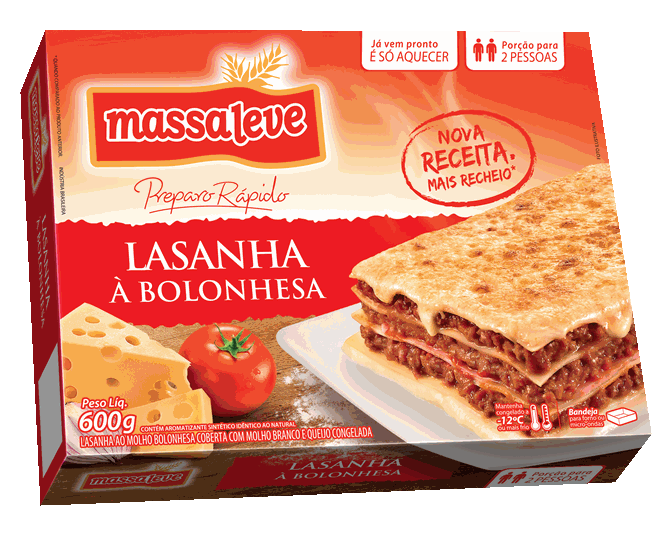 Já vem pronto
É SÓ AQUECER
Porção para
2 PESSOAS
massaleve
NOVA
RECEITA.
MAIS RECHEIO*
Preparo Rápido
LASANHA
À BOLONHESA
Peso Líq.
600g
CONTÉM AROMATIZANTE SINTÉTICO IDÊNTICO AO NATURAL
LASANHA AO MOLHO BOLONHESA COBERTA COM MOLHO BRANCO E QUEIJO CONGELADA
Mantenha
congelado a
-12°C
ou mais frio
Bandeja
para forno ou
micro-ondas
INDÚSTRIA BRASILEIRA
LASANHA
À BOLONHESA
massaleve
LASANHA
À BOLONHESA
Porção para
2 PESSOAS